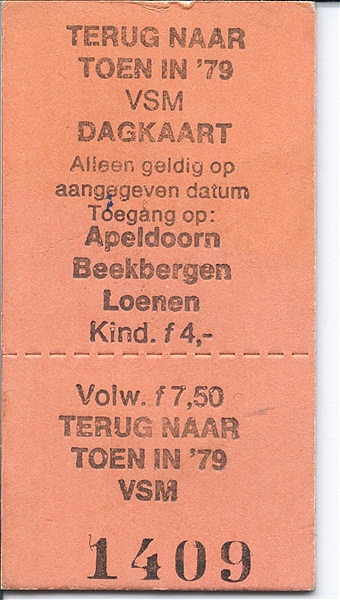 TERUG NAAR
TOEN IN '79
VSM
DAGKAART
Alleen geldig op
aangegeven datum
Toegang op:
Apeldoorn
Beekbergen
Loenen
Kind. f 4,-
Volw. f 7,50
TERUG NAAR
TOEN IN '79
VSM
1409